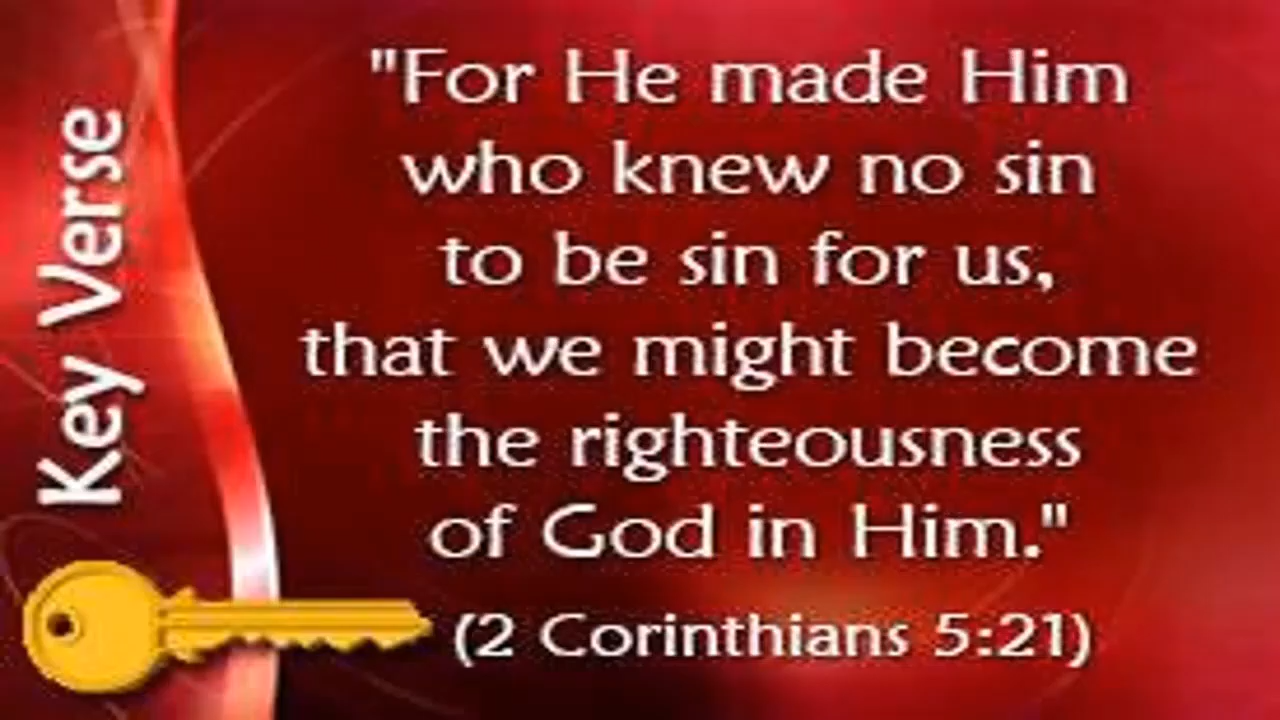 Key Verse
"For He made Him
who knew no sin
to be sin for us,
that we might become
the righteousness
of God in Him."
(2 Corinthians 5:21)